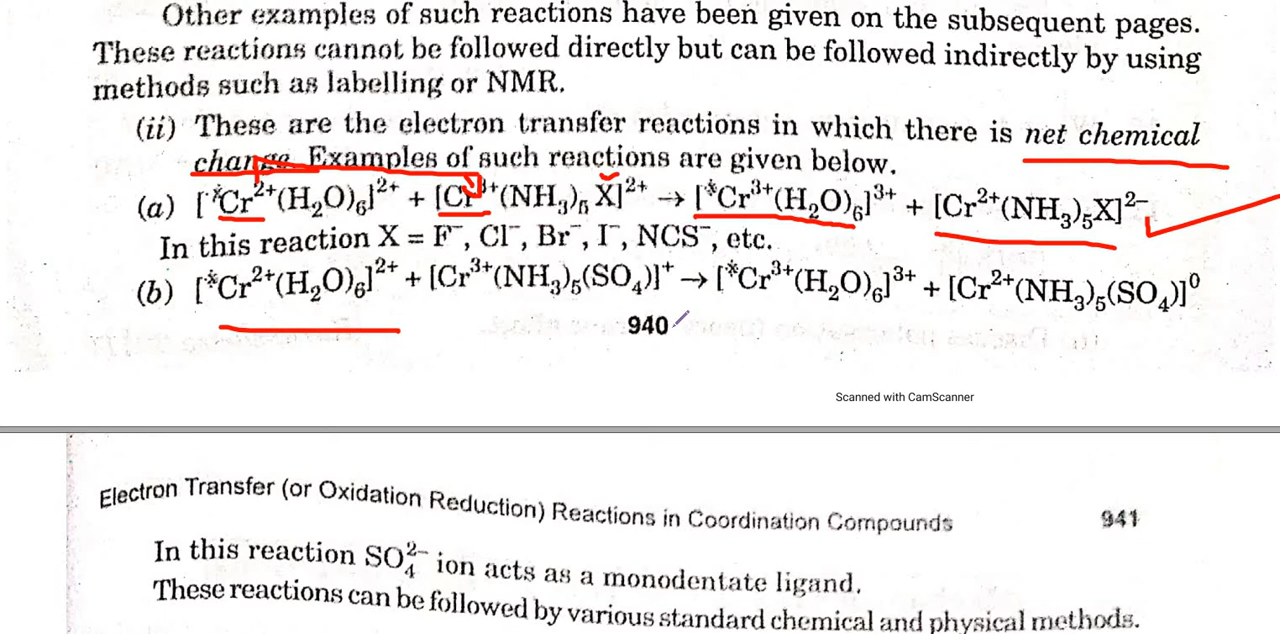 Other examples of such reactions have been given on the subsequent pages.
These reactions cannot be followed directly but can be followed indirectly by using
methods such as labelling or NMR.
(ii) These are the electron transfer reactions in which there is net chemical
change. Examples of such reactions are given below.
(a) [*Cr²⁺(H₂O)₆]²⁺ + [Cr³⁺(NH₃)₅ X]²⁺ → [*Cr³⁺(H₂O)₆]³⁺ + [Cr²⁺(NH₃)₅X]²⁻
In this reaction X = F⁻, Cl⁻, Br⁻, I⁻, NCS⁻, etc.
(b) [*Cr²⁺(H₂O)₆]²⁺ + [Cr³⁺(NH₃)₅(SO₄)]⁺ → [*Cr³⁺(H₂O)₆]³⁺ + [Cr²⁺(NH₃)₅(SO₄)]⁰
940
Scanned with CamScanner
Electron Transfer (or Oxidation Reduction) Reactions in Coordination Compounds 941
In this reaction SO₄²⁻ ion acts as a monodentate ligand.
These reactions can be followed by various standard chemical and physical methods.